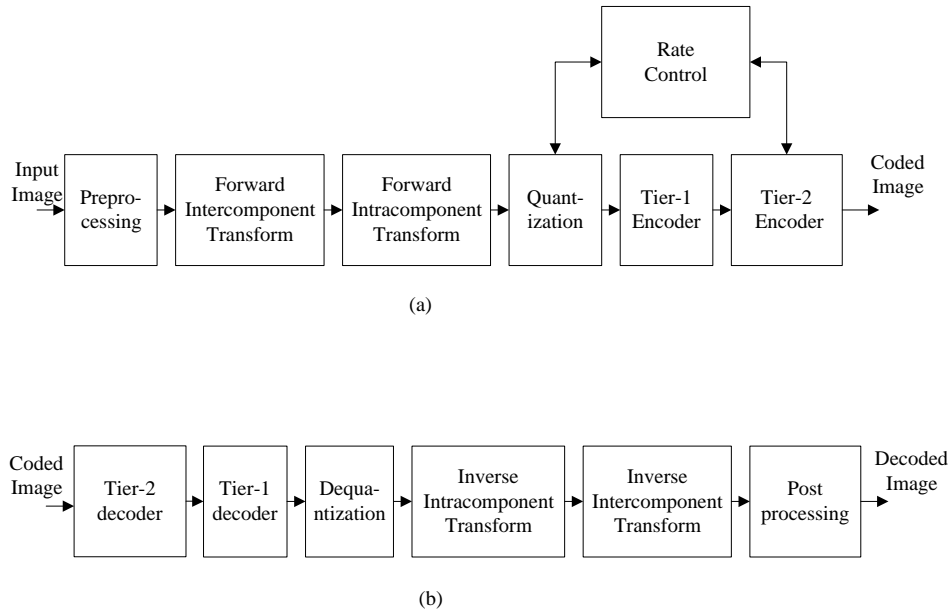 Rate
Control
Input
Image
Prepro-
cessing
Forward
Intercomponent
Transform
Forward
Intracomponent
Transform
Quant-
ization
Tier-1
Encoder
Tier-2
Encoder
Coded
Image
(a)
Coded
Image
Tier-2
decoder
Tier-1
decoder
Dequa-
ntization
Inverse
Intracomponent
Transform
Inverse
Intercomponent
Transform
Post
processing
Decoded
Image
(b)